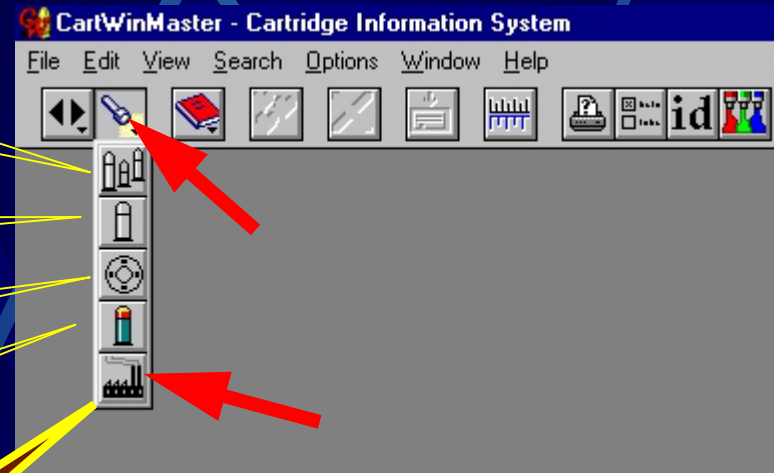 CartWinMaster - Cartridge Information System
File Edit View Search Options Window Help
id